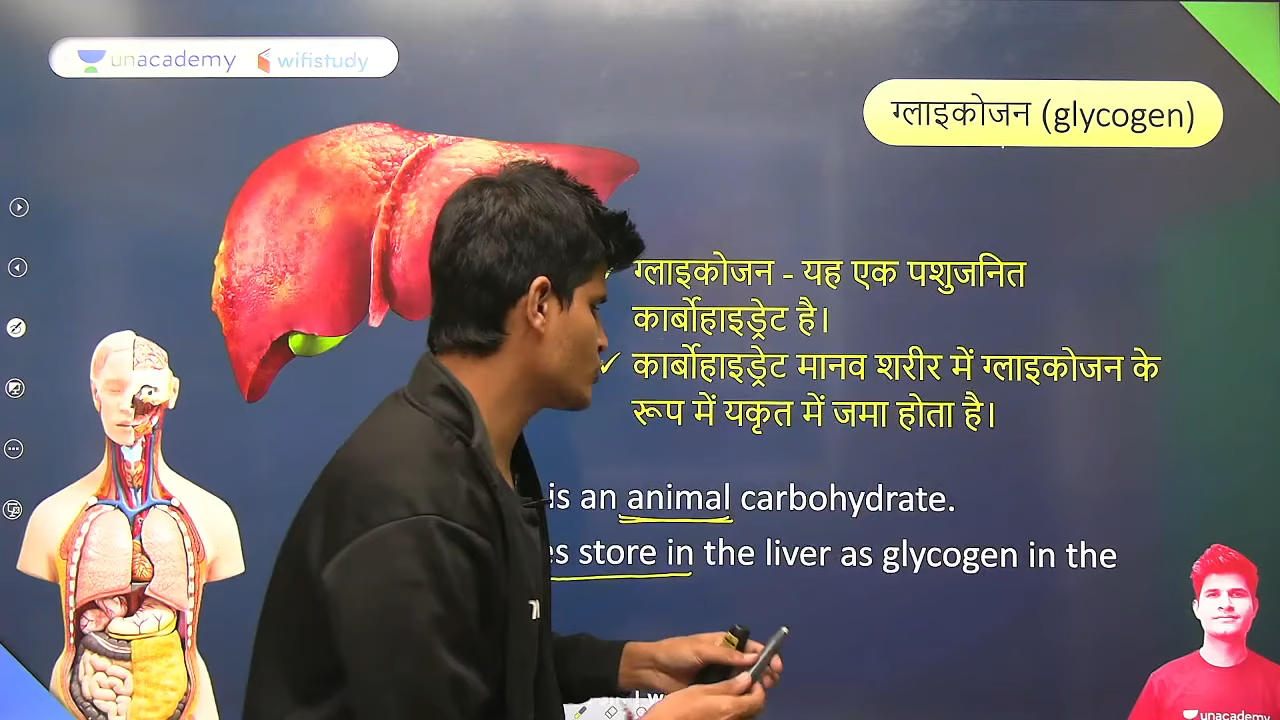 unacademy wifistudy
ग्लाइकोजन (glycogen)
ग्लाइकोजन - यह एक पशुजनित
कार्बोहाइड्रेट है।
✓ कार्बोहाइड्रेट मानव शरीर में ग्लाइकोजन के
रूप में यकृत में जमा होता है।
is an animal carbohydrate.
es store in the liver as glycogen in the
unacademy